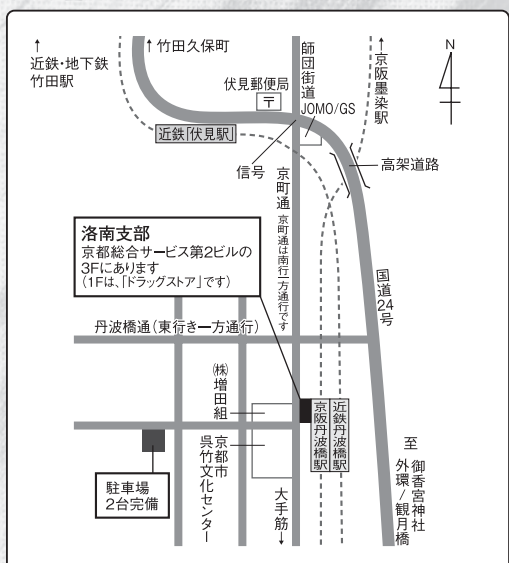 ↑
近鉄・地下鉄
竹田駅
↑竹田久保町
伏見郵便局
〒
師団街道
JOMO/GS
↑京阪墨染駅
N
近鉄「伏見駅」
信号
高架道路
京町通
京町通は南行一方通行です
洛南支部
京都総合サービス第2ビルの
3Fにあります
(1Fは、「ドラッグストア」です)
国道24号
丹波橋通(東行き一方通行)
㈱増田組
京阪丹波橋駅
近鉄丹波橋駅
京都市
呉竹文化センター
駐車場
2台完備
大手筋→
至
御香宮神社
外環/観月橋